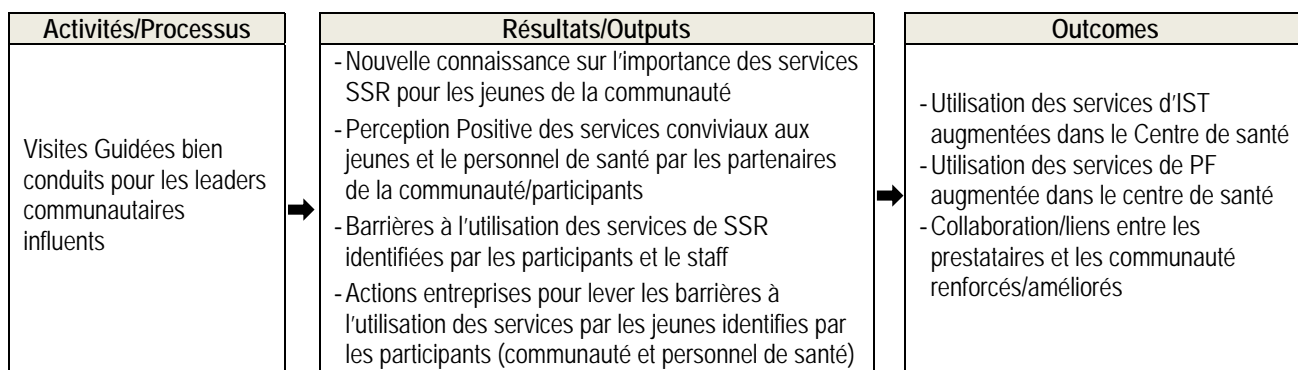 Activités/Processus
Visites Guidées bien
conduits pour les leaders
communautaires
influents
Résultats/Outputs
- Nouvelle connaissance sur l'importance des services
SSR pour les jeunes de la communauté
- Perception Positive des services conviviaux aux
jeunes et le personnel de santé par les partenaires
de la communauté/participants
- Barrières à l'utilisation des services de SSR
identifiées par les participants et le staff
- Actions entreprises pour lever les barrières à
l'utilisation des services par les jeunes identifies par
les participants (communauté et personnel de santé)
Outcomes
- Utilisation des services d'IST
augmentées dans le Centre de santé
- Utilisation des services de PF
augmentée dans le centre de santé
- Collaboration/liens entre les
prestataires et les communauté
renforcés/améliorés